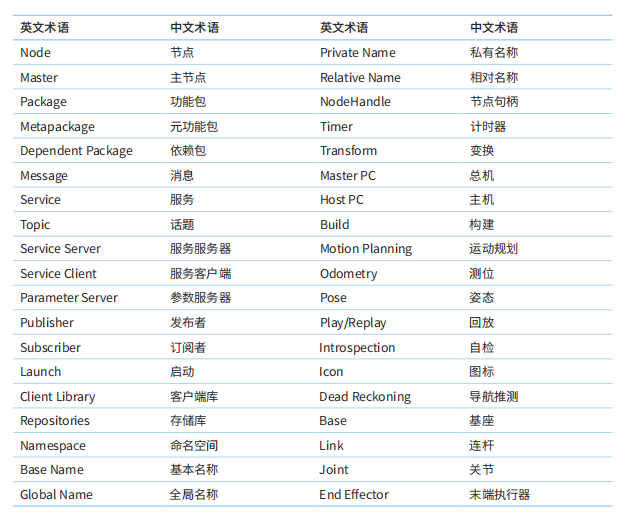 英文术语 中文术语 英文术语 中文术语
Node 节点 Private Name 私有名称
Master 主节点 Relative Name 相对名称
Package 功能包 NodeHandle 节点句柄
Metapackage 元功能包 Timer 计时器
Dependent Package 依赖包 Transform 变换
Message 消息 Master PC 总机
Service 服务 Host PC 主机
Topic 话题 Build 构建
Service Server 服务服务器 Motion Planning 运动规划
Service Client 服务客户端 Odometry 测位
Parameter Server 参数服务器 Pose 姿态
Publisher 发布者 Play/Replay 回放
Subscriber 订阅者 Introspection 自检
Launch 启动 Icon 图标
Client Library 客户端库 Dead Reckoning 导航推测
Repositories 存储库 Base 基座
Namespace 命名空间 Link 连杆
Base Name 基本名称 Joint 关节
Global Name 全局名称 End Effector 末端执行器